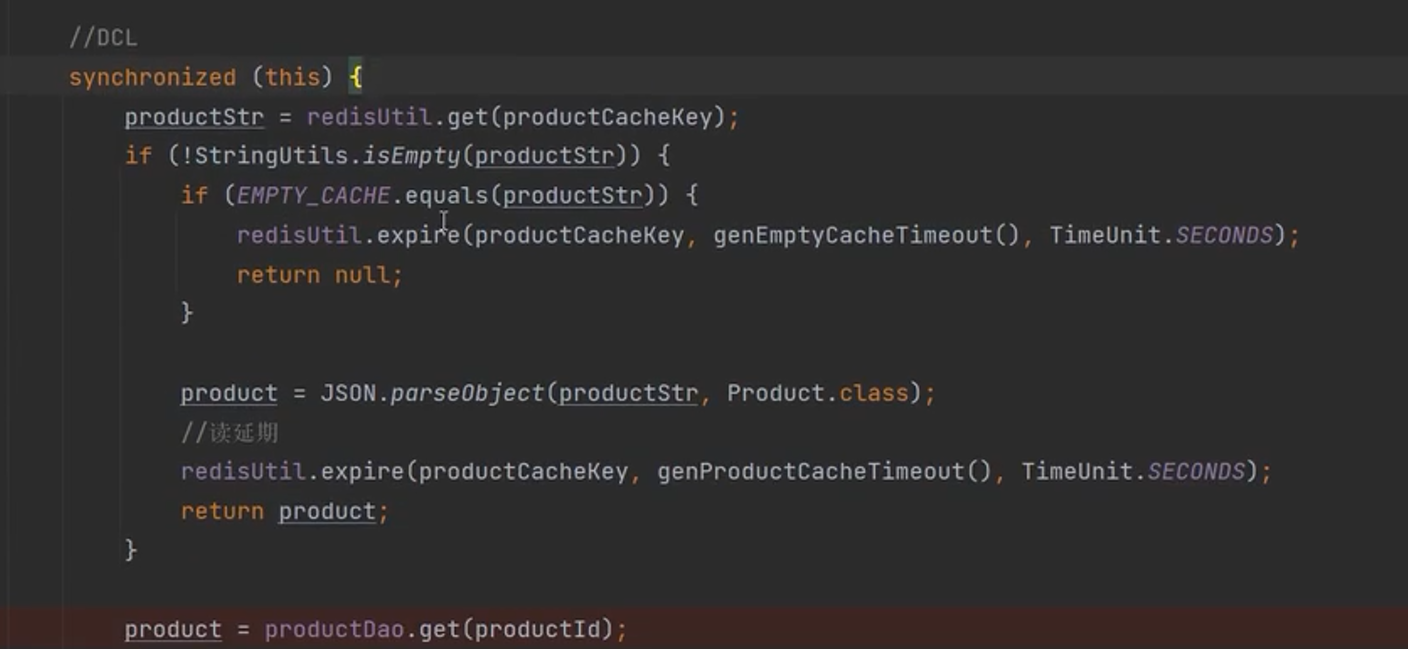 //DCL
synchronized (this) {
productStr = redisUtil.get(productCacheKey);
if (!StringUtils.isEmpty(productStr)) {
if (EMPTY_CACHE.equals(productStr)) {
redisUtil.expire(productCacheKey, genEmptyCacheTimeout(), TimeUnit.SECONDS);
return null;
}
product = JSON.parseObject(productStr, Product.class);
//读延期
redisUtil.expire(productCacheKey, genProductCacheTimeout(), TimeUnit.SECONDS);
return product;
}
product = productDao.get(productId);